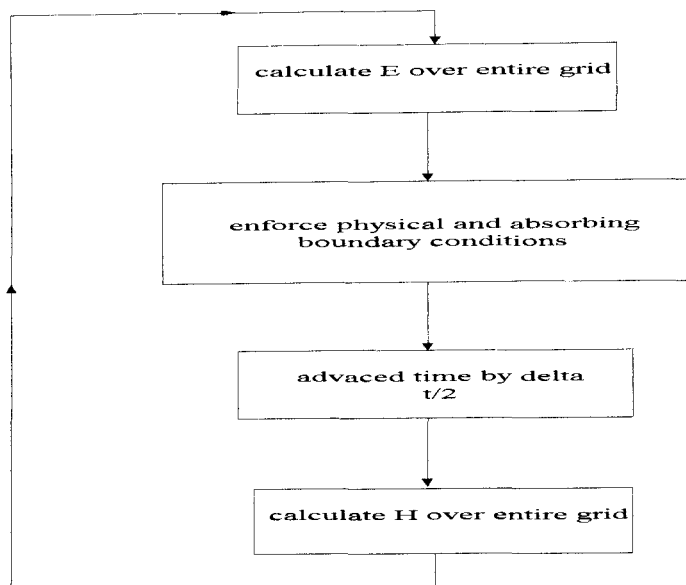 calculate E over entire grid
enforce physical and absorbing
boundary conditions
advaced time by delta
t/2
calculate H over entire grid